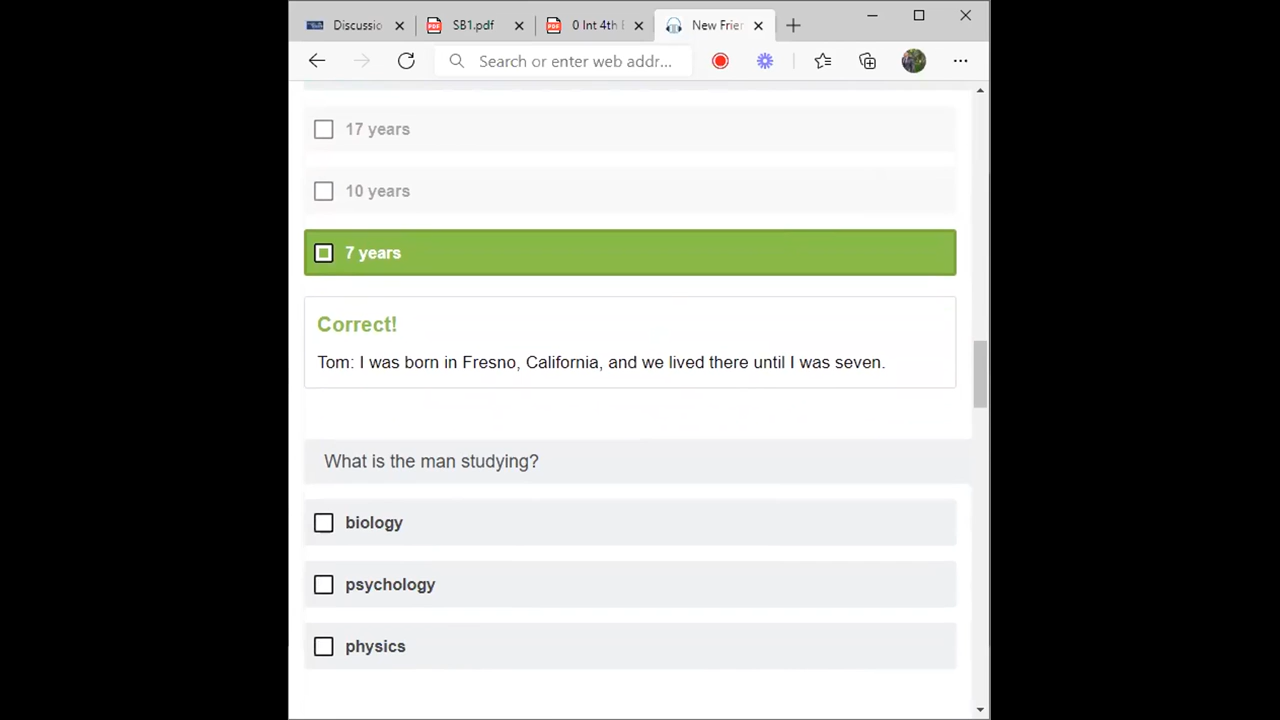 Discussio
SB1.pdf
0 Int 4th
New Frier
Search or enter web addr...
17 years
10 years
7 years
Correct!
Tom: I was born in Fresno, California, and we lived there until I was seven.
What is the man studying?
biology
psychology
physics